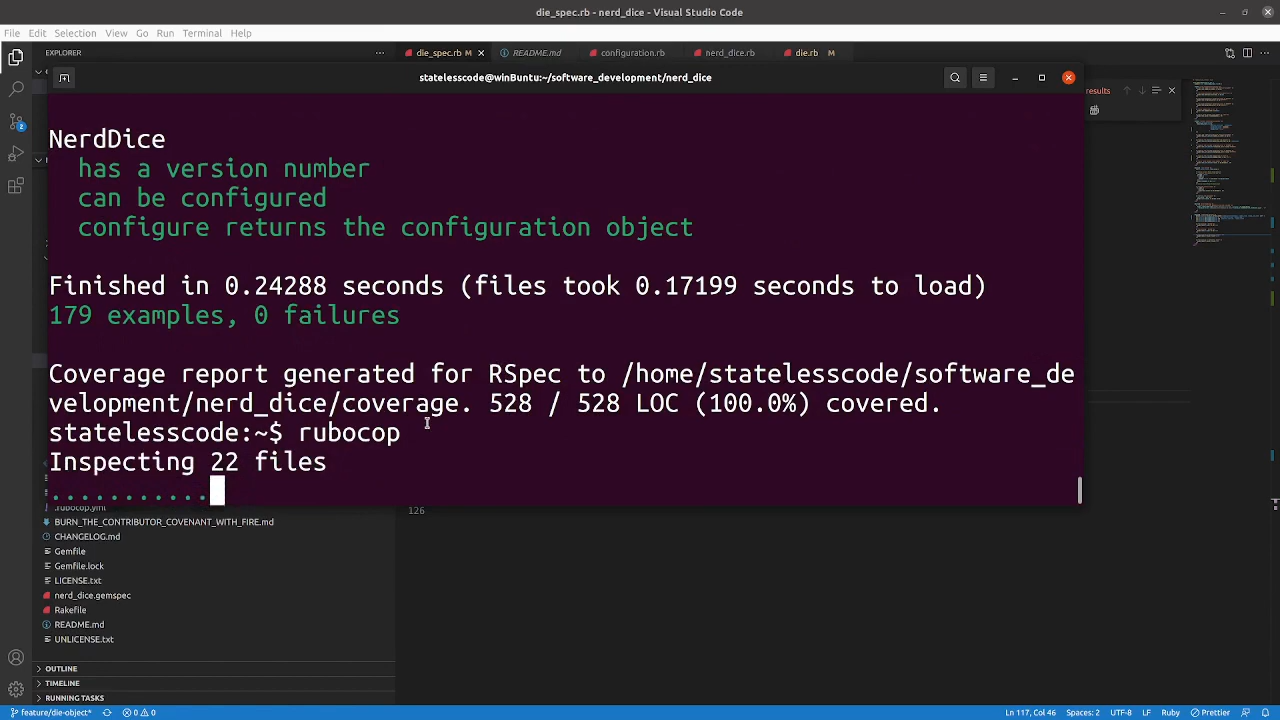 die_spec.rb - nerd_dice - Visual Studio Code
File Edit Selection View Go Run Terminal Help
EXPLORER
die_spec.rb M
README.md
configuration.rb
nerd_dice.rb
die.rb M
results
statelesscode@winBuntu:~/software_development/nerd_dice
NerdDice
has a version number
can be configured
configure returns the configuration object
Finished in 0.24288 seconds (files took 0.17199 seconds to load)
179 examples, 0 failures
Coverage report generated for RSpec to /home/statelesscode/software_de
velopment/nerd_dice/coverage. 528 / 528 LOC (100.0%) covered.
statelesscode:~$ rubocop
Inspecting 22 files
...........
.rubocop.yml
126
BURN_THE_CONTRIBUTOR_COVENANT_WITH_FIRE.md
CHANGELOG.md
Gemfile
Gemfile.lock
LICENSE.txt
nerd_dice.gemspec
Rakefile
README.md
UNLICENSE.txt
OUTLINE
TIMELINE
RUNNING TASKS
2
feature/die-object* 0 0 Ln 117, Col 46 Spaces: 2 UTF-8 LF Ruby Prettier